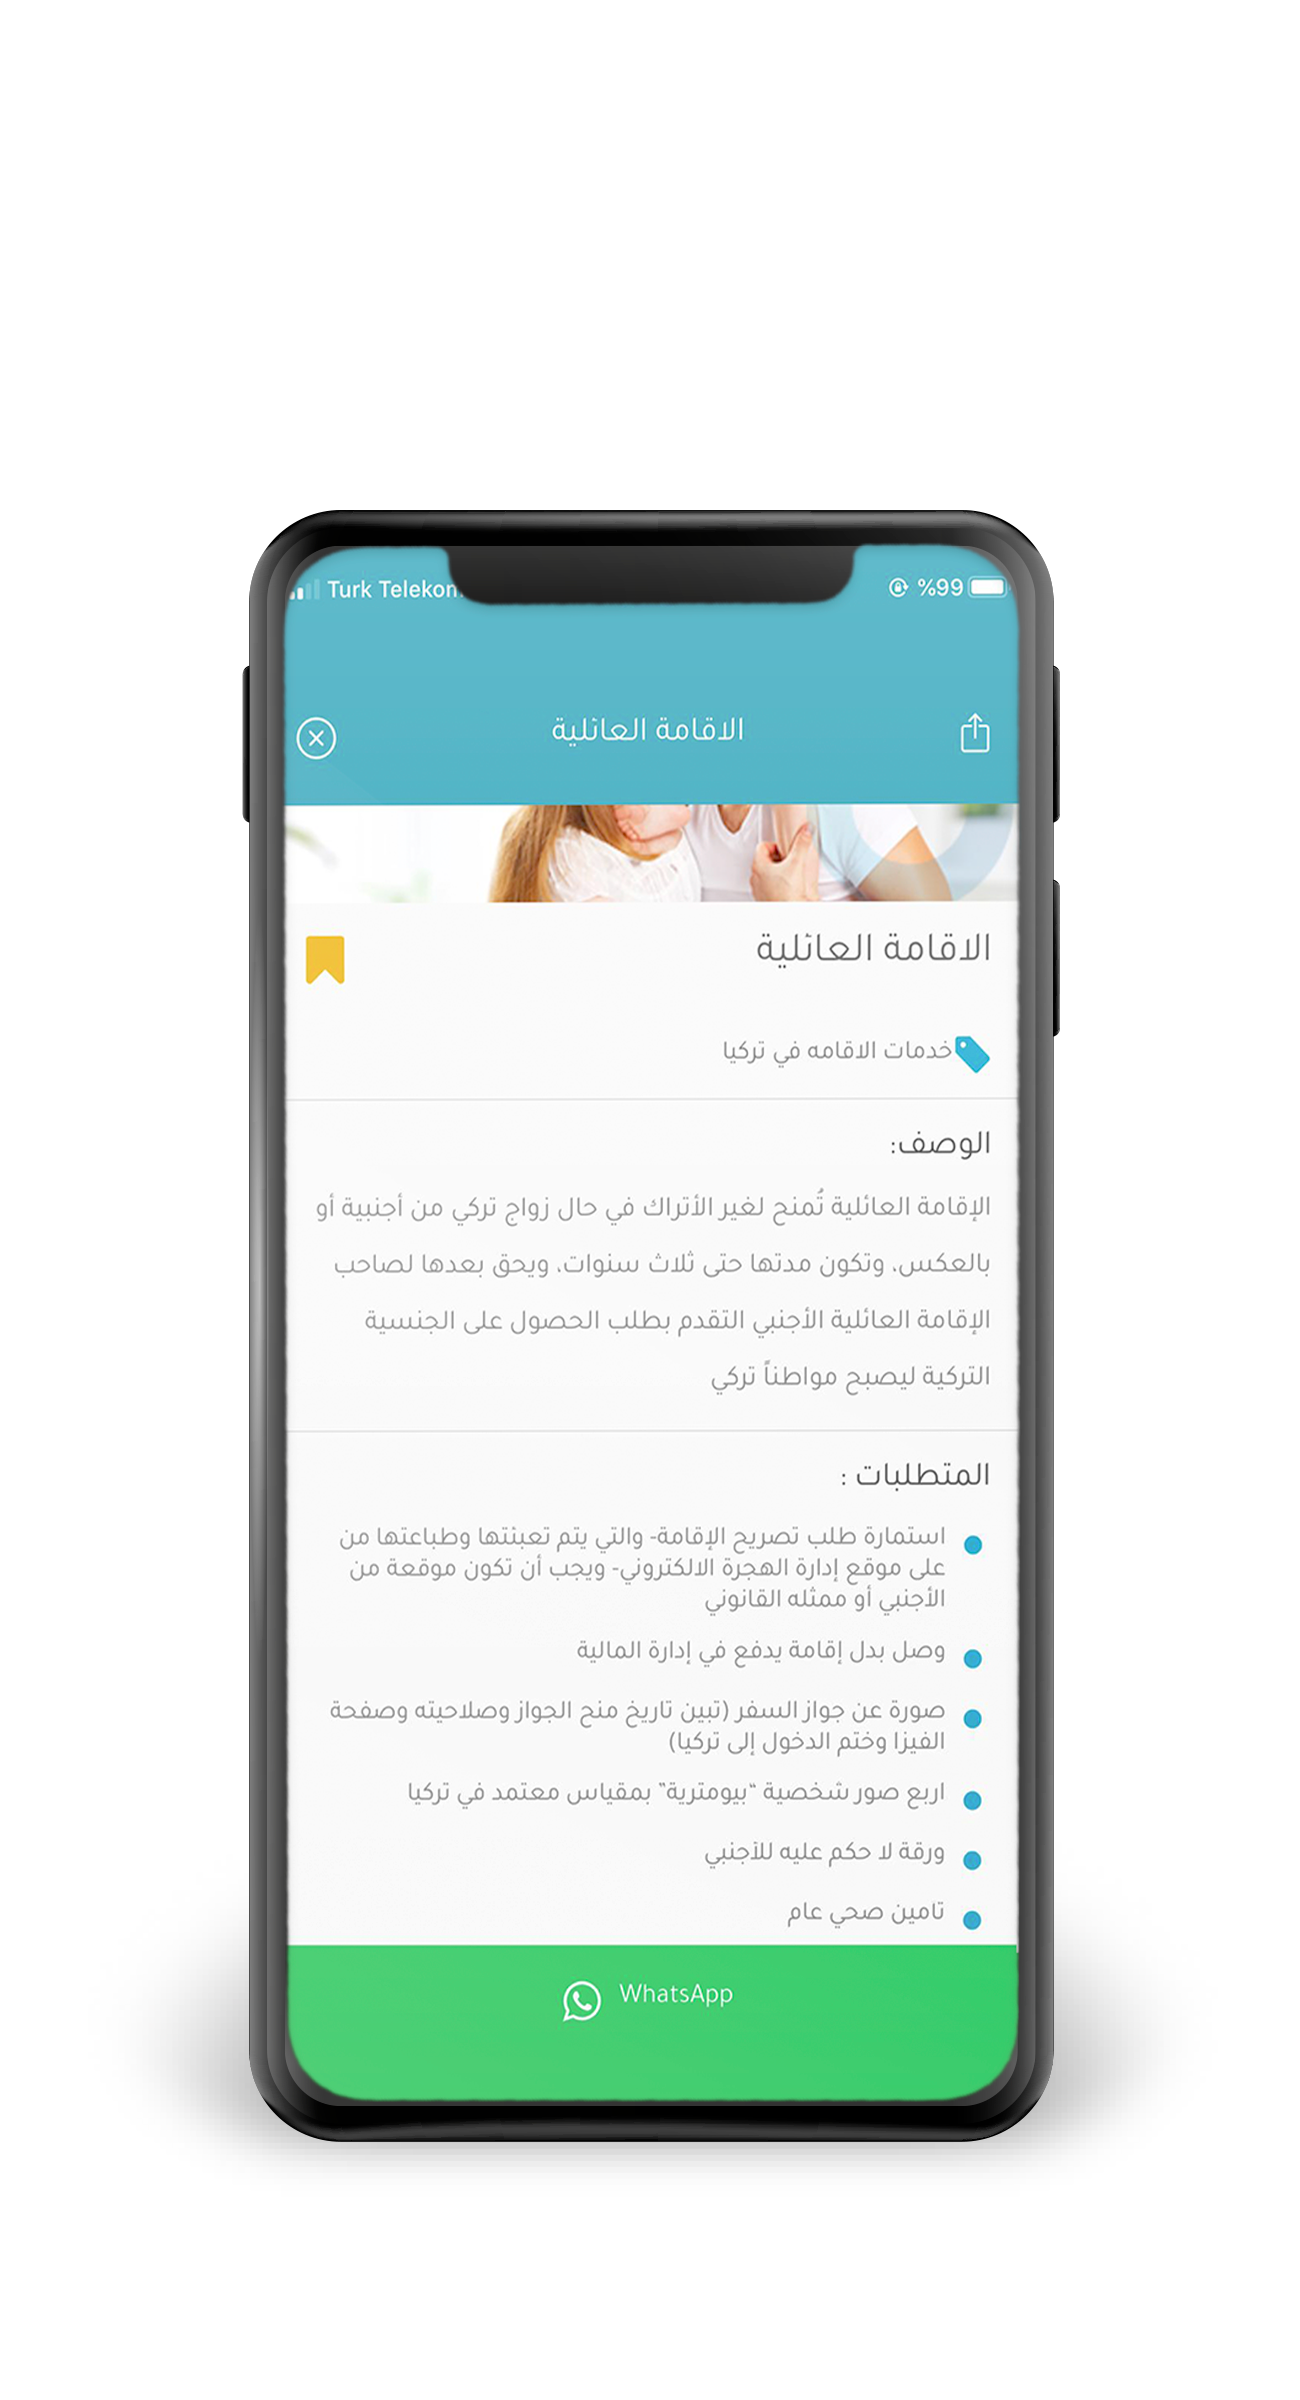 Turk Telekom %99
الاقامة العائلية
الاقامة العائلية
خدمات الاقامه في تركيا
الوصف:
الإقامة العائلية تُمنح لغير الأتراك في حال زواج تركي من أجنبية أو
بالعكس، وتكون مدتها حتى ثلاث سنوات، ويحق بعدها لصاحب
الإقامة العائلية الأجنبي التقدم بطلب الحصول على الجنسية
التركية ليصبح مواطناً تركي
المتطلبات :
استمارة طلب تصريح الإقامة- والتي يتم تعبئتها وطباعتها من
على موقع إدارة الهجرة الالكتروني- ويجب أن تكون موقعة من
الأجنبي أو ممثله القانوني
وصل بدل إقامة يدفع في إدارة المالية
صورة عن جواز السفر (تبين تاريخ منح الجواز وصلاحيته وصفحة
الفيزا وختم الدخول إلى تركيا)
اربع صور شخصية “بيومترية” بمقياس معتمد في تركيا
ورقة لا حكم عليه للأجنبي
تامين صحي عام
WhatsApp